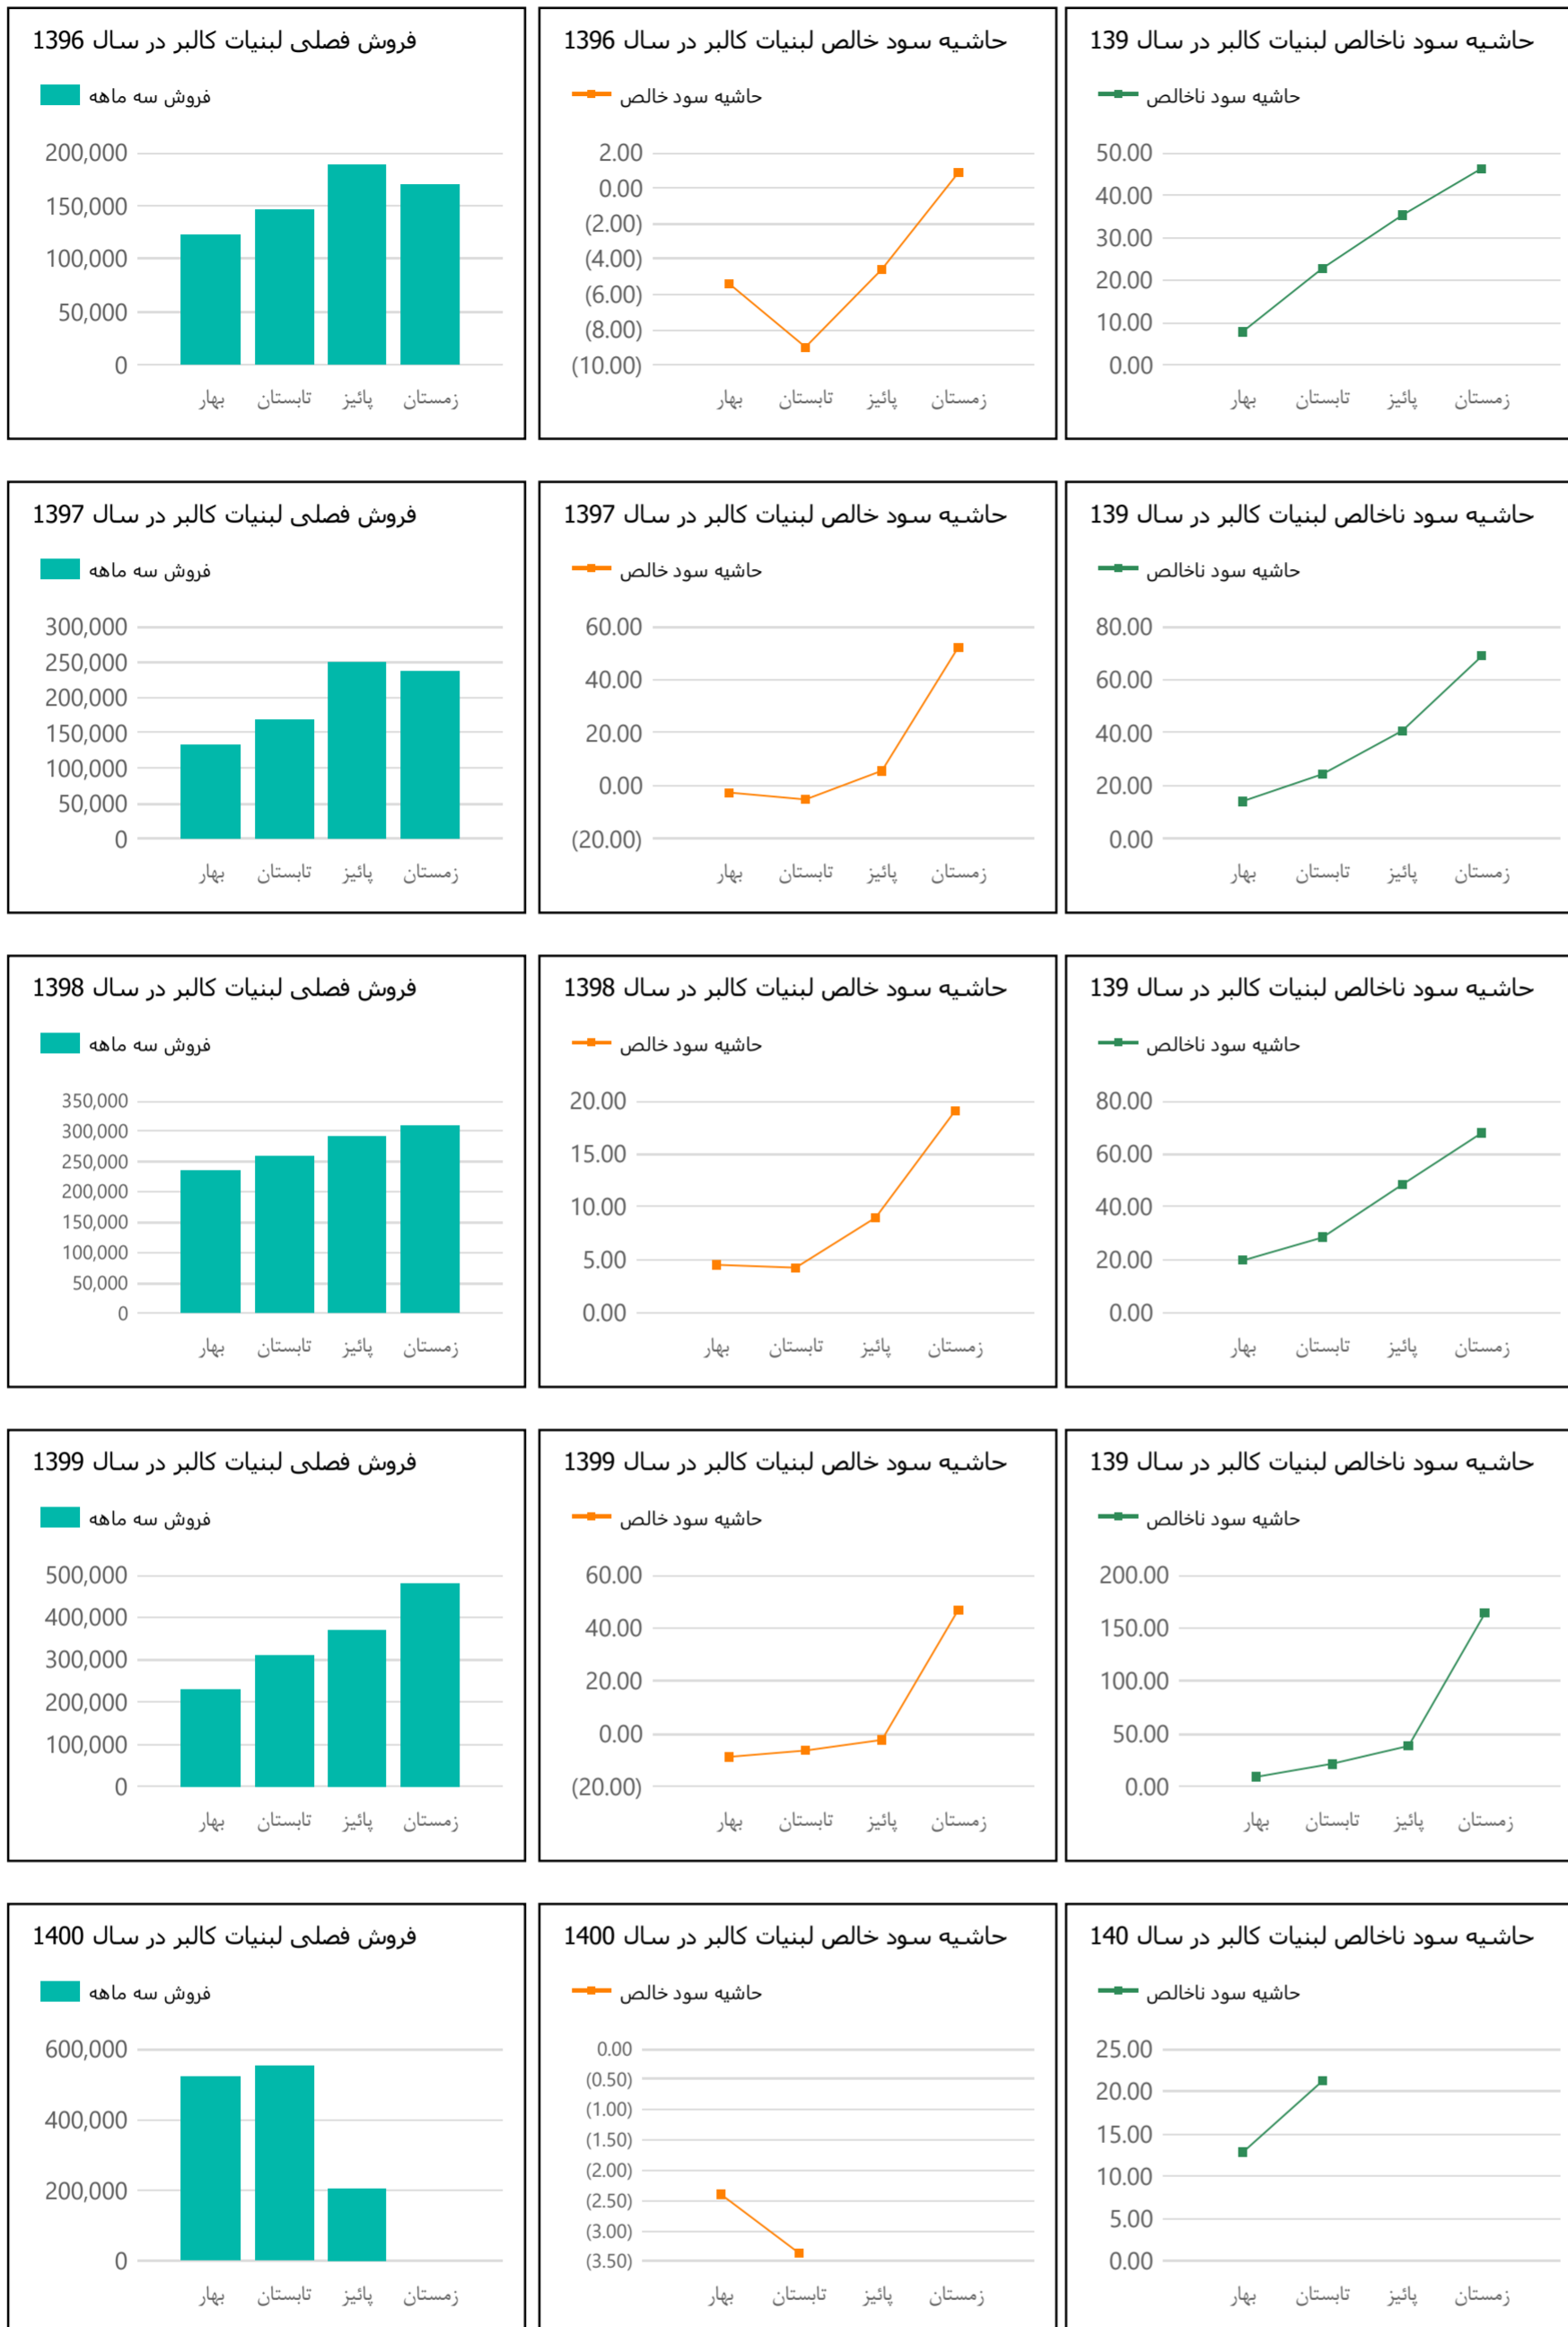 فروش فصلی لبنیات کالبر در سال 1396
فروش سه ماهه
200,000
150,000
100,000
50,000
0
بهار تابستان پائیز زمستان
حاشیه سود خالص لبنیات کالبر در سال 1396
حاشیه سود خالص
2.00
0.00
(2.00)
(4.00)
(6.00)
(8.00)
(10.00)
بهار تابستان پائیز زمستان
حاشیه سود ناخالص لبنیات کالبر در سال 139
حاشیه سود ناخالص
50.00
40.00
30.00
20.00
10.00
0.00
بهار تابستان پائیز زمستان
فروش فصلی لبنیات کالبر در سال 1397
فروش سه ماهه
300,000
250,000
200,000
150,000
100,000
50,000
0
بهار تابستان پائیز زمستان
حاشیه سود خالص لبنیات کالبر در سال 1397
حاشیه سود خالص
60.00
40.00
20.00
0.00
(20.00)
بهار تابستان پائیز زمستان
حاشیه سود ناخالص لبنیات کالبر در سال 139
حاشیه سود ناخالص
80.00
60.00
40.00
20.00
0.00
بهار تابستان پائیز زمستان
فروش فصلی لبنیات کالبر در سال 1398
فروش سه ماهه
350,000
300,000
250,000
200,000
150,000
100,000
50,000
0
بهار تابستان پائیز زمستان
حاشیه سود خالص لبنیات کالبر در سال 1398
حاشیه سود خالص
20.00
15.00
10.00
5.00
0.00
بهار تابستان پائیز زمستان
حاشیه سود ناخالص لبنیات کالبر در سال 139
حاشیه سود ناخالص
80.00
60.00
40.00
20.00
0.00
بهار تابستان پائیز زمستان
فروش فصلی لبنیات کالبر در سال 1399
فروش سه ماهه
500,000
400,000
300,000
200,000
100,000
0
بهار تابستان پائیز زمستان
حاشیه سود خالص لبنیات کالبر در سال 1399
حاشیه سود خالص
60.00
40.00
20.00
0.00
(20.00)
بهار تابستان پائیز زمستان
حاشیه سود ناخالص لبنیات کالبر در سال 139
حاشیه سود ناخالص
200.00
150.00
100.00
50.00
0.00
بهار تابستان پائیز زمستان
فروش فصلی لبنیات کالبر در سال 1400
فروش سه ماهه
600,000
400,000
200,000
0
بهار تابستان پائیز زمستان
حاشیه سود خالص لبنیات کالبر در سال 1400
حاشیه سود خالص
0.00
(0.50)
(1.00)
(1.50)
(2.00)
(2.50)
(3.00)
(3.50)
بهار تابستان پائیز زمستان
حاشیه سود ناخالص لبنیات کالبر در سال 140
حاشیه سود ناخالص
25.00
20.00
15.00
10.00
5.00
0.00
بهار تابستان پائیز زمستان